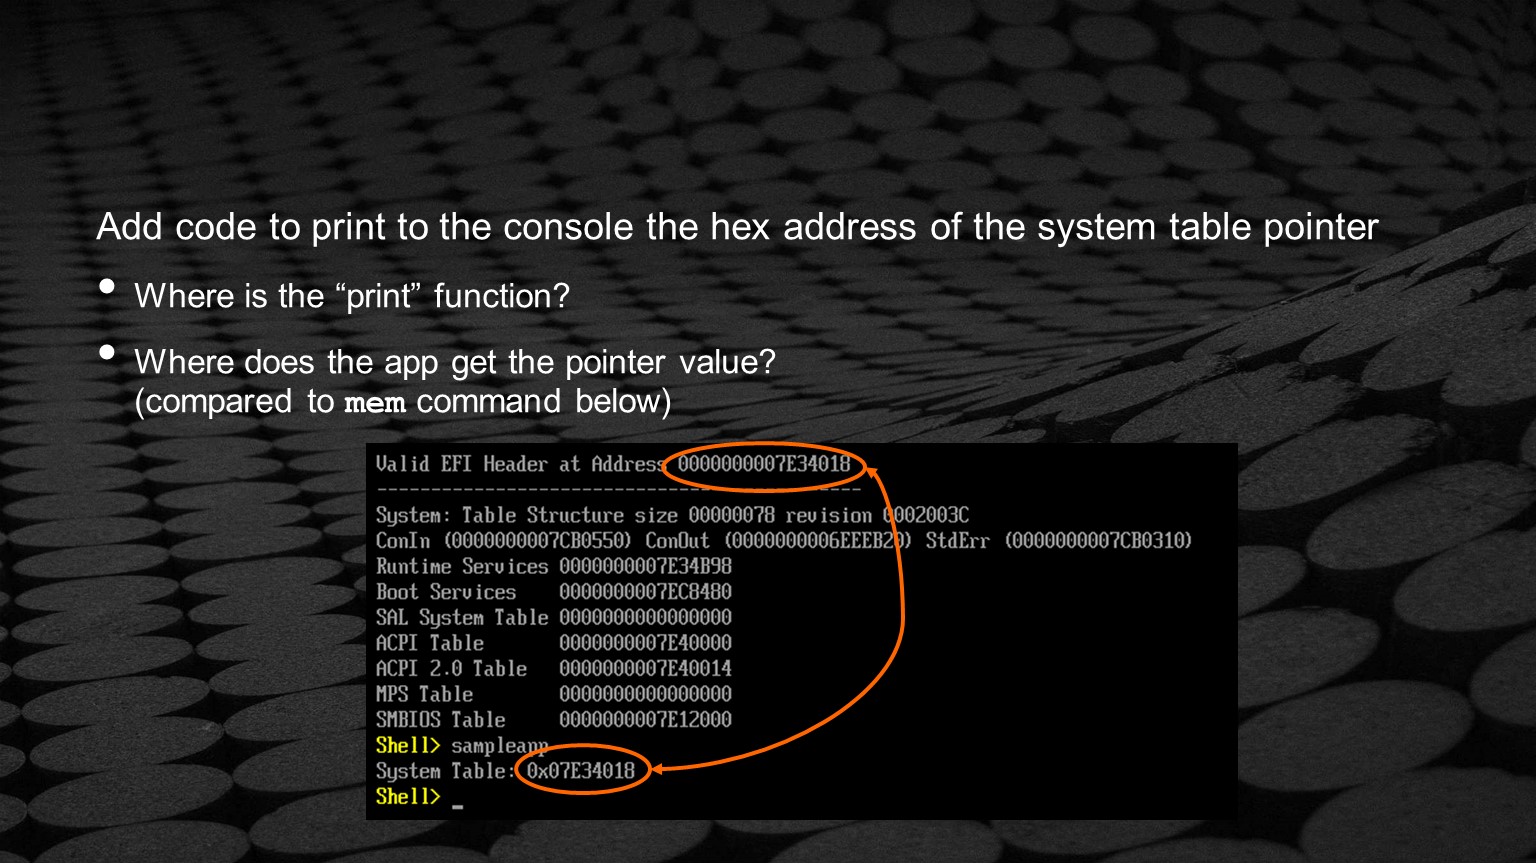 Add code to print to the console the hex address of the system table pointer
• Where is the “print” function?
• Where does the app get the pointer value?
(compared to mem command below)
Valid EFI Header at Address 0000000007E34018
---------------------------------------------
System: Table Structure size 00000078 revision 0002003C
ConIn (0000000007CB0550) ConOut (0000000006EEEB20) StdErr (0000000007CB0310)
Runtime Services 0000000007E34B98
Boot Services 0000000007EC8480
SAL System Table 0000000000000000
ACPI Table 0000000007E40000
ACPI 2.0 Table 0000000007E40014
MPS Table 0000000000000000
SMBIOS Table 0000000007E12000
Shell> sampleapp
System Table: 0x07E34018
Shell> _